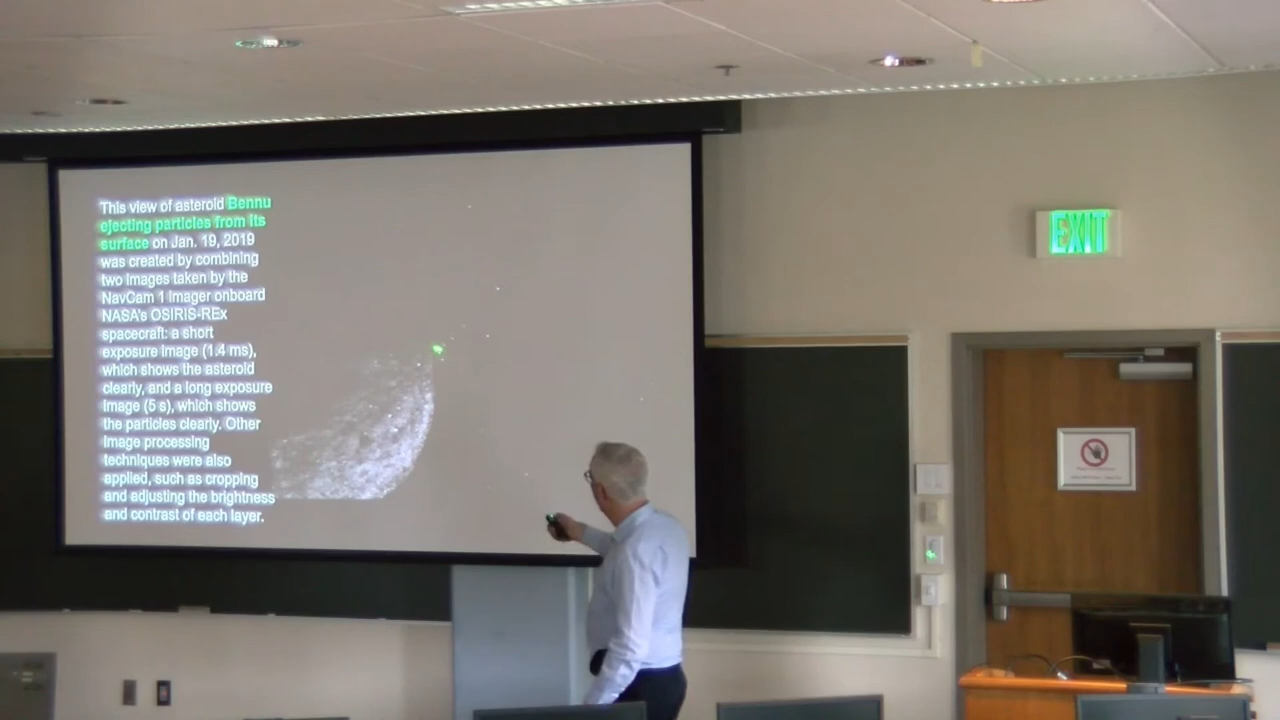 This view of asteroid Bennu
ejecting particles from its
surface on Jan. 19, 2019
was created by combining
two images taken by the
NavCam 1 imager onboard
NASA's OSIRIS-REx
spacecraft: a short
exposure image (1.4 ms),
which shows the asteroid
clearly, and a long exposure
image (5 s), which shows
the particles clearly. Other
image processing
techniques were also
applied, such as cropping
and adjusting the brightness
and contrast of each layer.
EXIT